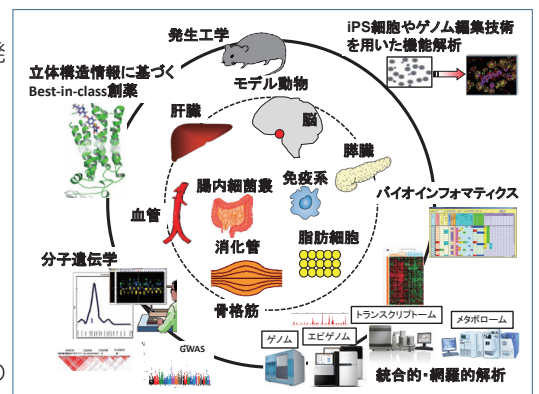 発
発生工学
iPS細胞やゲノム編集技術
を用いた機能解析
立体構造情報に基づく
Best-in-class創薬
モデル動物
肝臓
脳
膵臓
腸内細菌叢
免疫系
血管
バイオインフォマティクス
消化管
脂肪細胞
分子遺伝学
骨格筋
トランスクリプトーム
メタボローム
ゲノム
エピゲノム
GWAS
統合的・網羅的解析